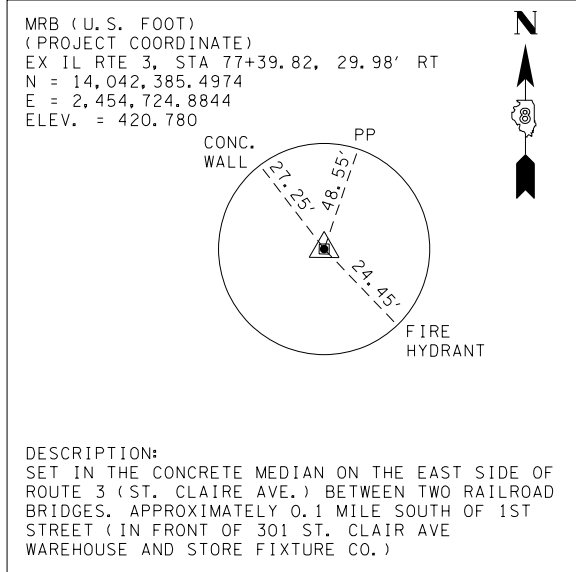 MRB (U.S. FOOT)
(PROJECT COORDINATE)
EX IL RTE 3, STA 77+39.82, 29.98' RT
N = 14,042,385.4974
E = 2,454,724.8844
ELEV. = 420.780
N
8
CONC.
WALL
PP
27.25'
48.55'
24.45'
FIRE
HYDRANT
DESCRIPTION:
SET IN THE CONCRETE MEDIAN ON THE EAST SIDE OF
ROUTE 3 (ST. CLAIRE AVE.) BETWEEN TWO RAILROAD
BRIDGES. APPROXIMATELY 0.1 MILE SOUTH OF 1ST
STREET (IN FRONT OF 301 ST. CLAIR AVE
WAREHOUSE AND STORE FIXTURE CO.)